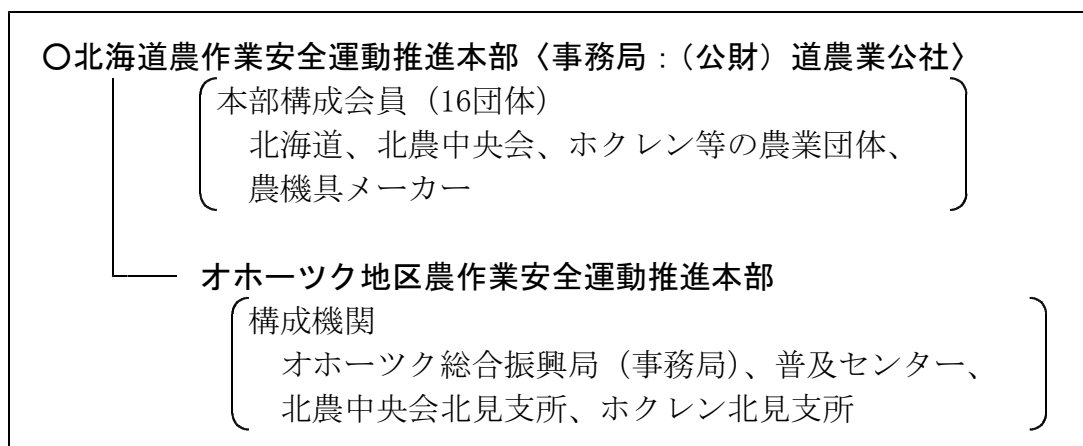 ○北海道農作業安全運動推進本部〈事務局:(公財)道農業公社〉
本部構成会員(16団体)
北海道、北農中央会、ホクレン等の農業団体、
農機具メーカー
オホーツク地区農作業安全運動推進本部
構成機関
オホーツク総合振興局(事務局)、普及センター、
北農中央会北見支所、ホクレン北見支所